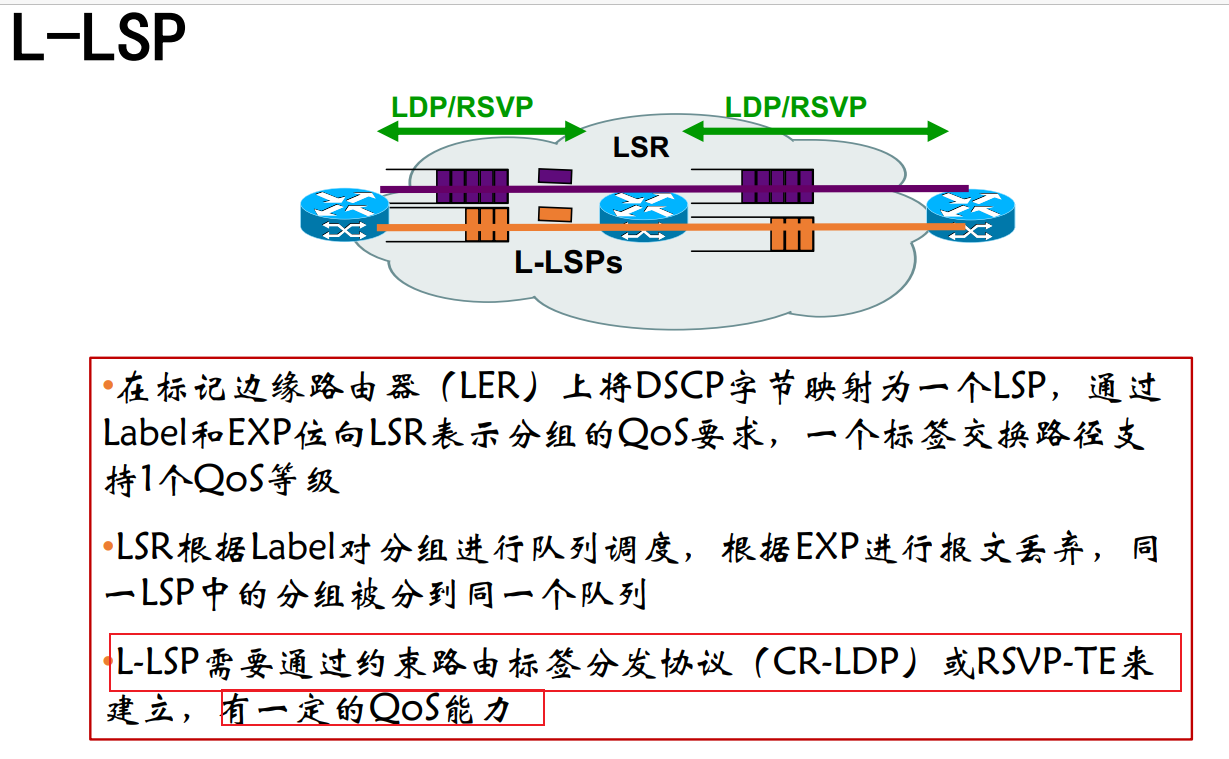 L-LSP
LDP/RSVP
LDP/RSVP
LSR
L-LSPs
•在标记边缘路由器（LER）上将DSCP字节映射为一个LSP，通过
Label和EXP位向LSR表示分组的QoS要求，一个标签交换路径支
持1个QoS等级
•LSR根据Label对分组进行队列调度，根据EXP进行报文丢弃，同
一LSP中的分组被分到同一个队列
•L-LSP需要通过约束路由标签分发协议（CR-LDP）或RSVP-TE来
建立，有一定的QoS能力